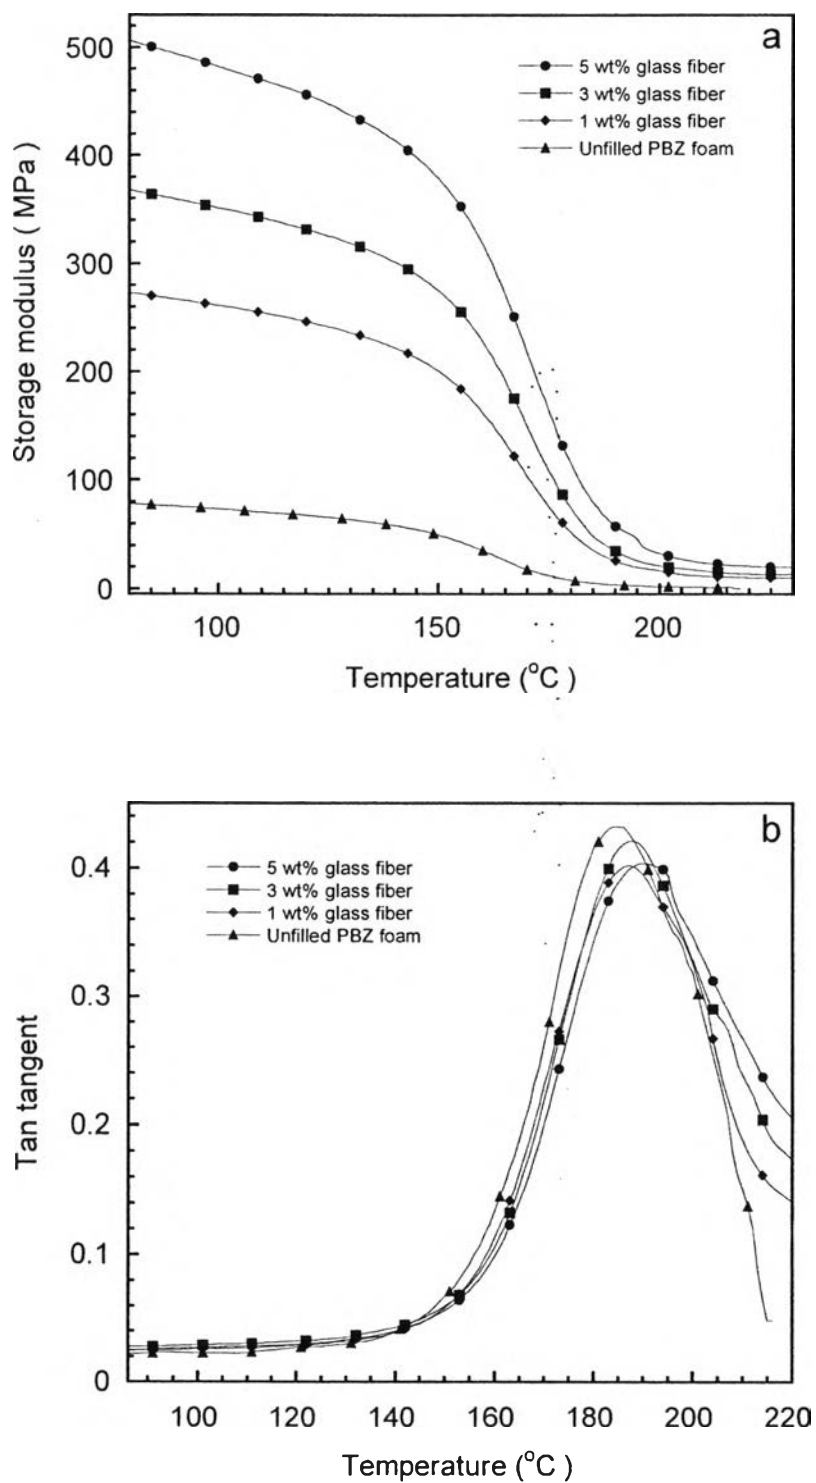 a
5 wt% glass fiber
3 wt% glass fiber
1 wt% glass fiber
Unfilled PBZ foam
500
400
300
200
100
0
Storage modulus ( MPa)
100
150
200
Temperature (°C )
b
5 wt% glass fiber
3 wt% glass fiber
1 wt% glass fiber
Unfilled PBZ foam
0.4
0.3
0.2
0.1
0
Tan tangent
100
120
140
160
180
200
220
Temperature (°C )